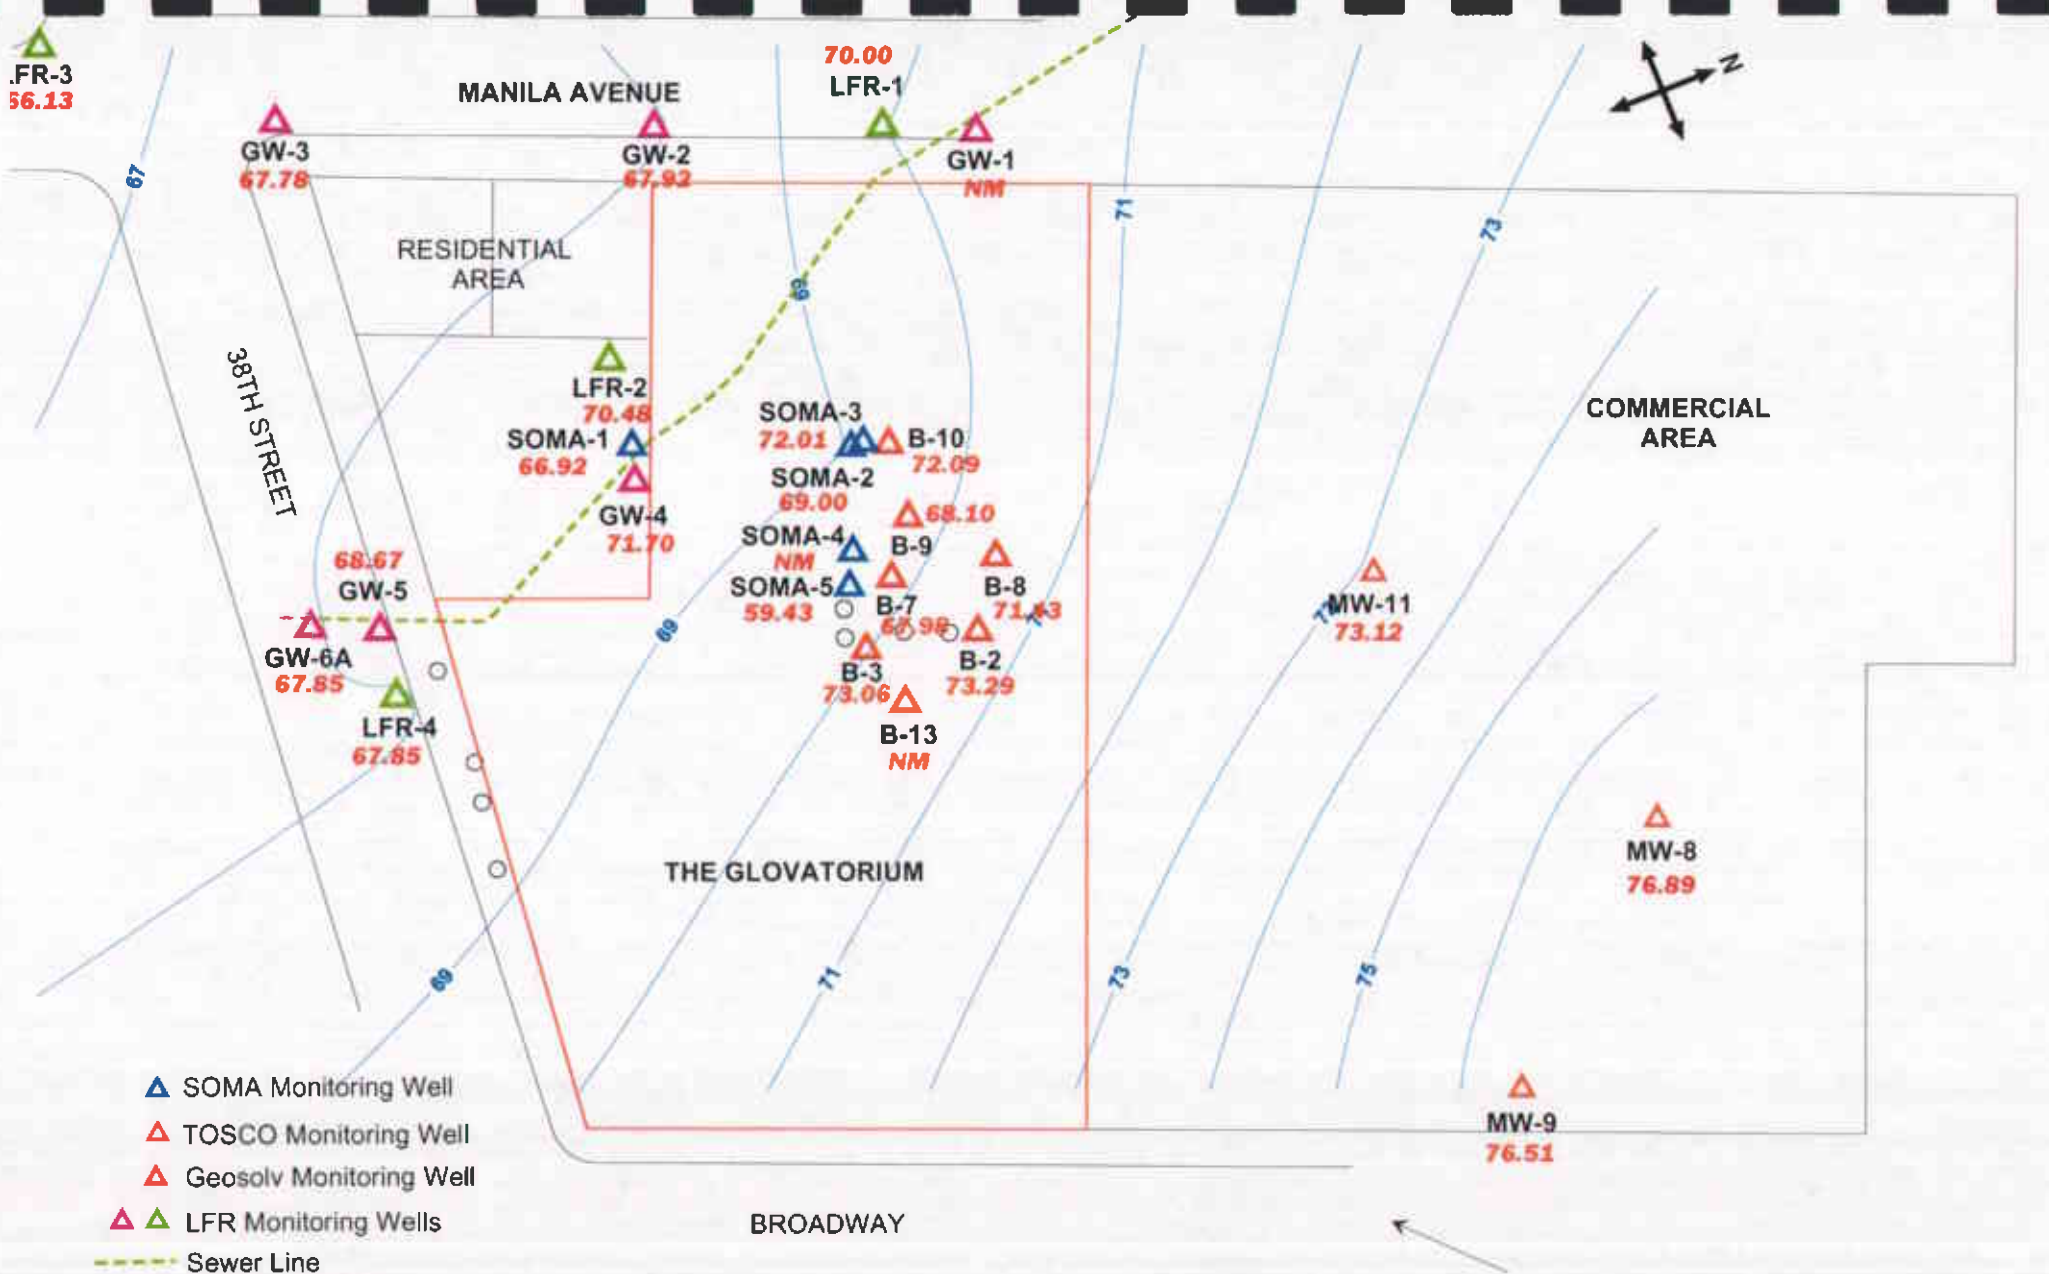 .FR-3
66.13
70.00
LFR-1
MANILA AVENUE
N
GW-3
67.78
GW-2
67.92
GW-1
NM
67
71
73
RESIDENTIAL
AREA
69
38TH STREET
LFR-2
70.48
SOMA-1
66.92
GW-4
71.70
SOMA-3
72.01
B-10
72.09
SOMA-2
69.00
68.10
B-9
SOMA-4
NM
SOMA-5
59.43
B-7
67.98
B-8
71.43
COMMERCIAL
AREA
68.67
GW-5
GW-6A
67.85
LFR-4
67.85
69
B-3
73.06
B-2
73.29
B-13
NM
MW-11
73.12
MW-8
76.89
THE GLOVATORIUM
69
71
73
75
SOMA Monitoring Well
TOSCO Monitoring Well
Geosolv Monitoring Well
LFR Monitoring Wells
Sewer Line
BROADWAY
MW-9
76.51